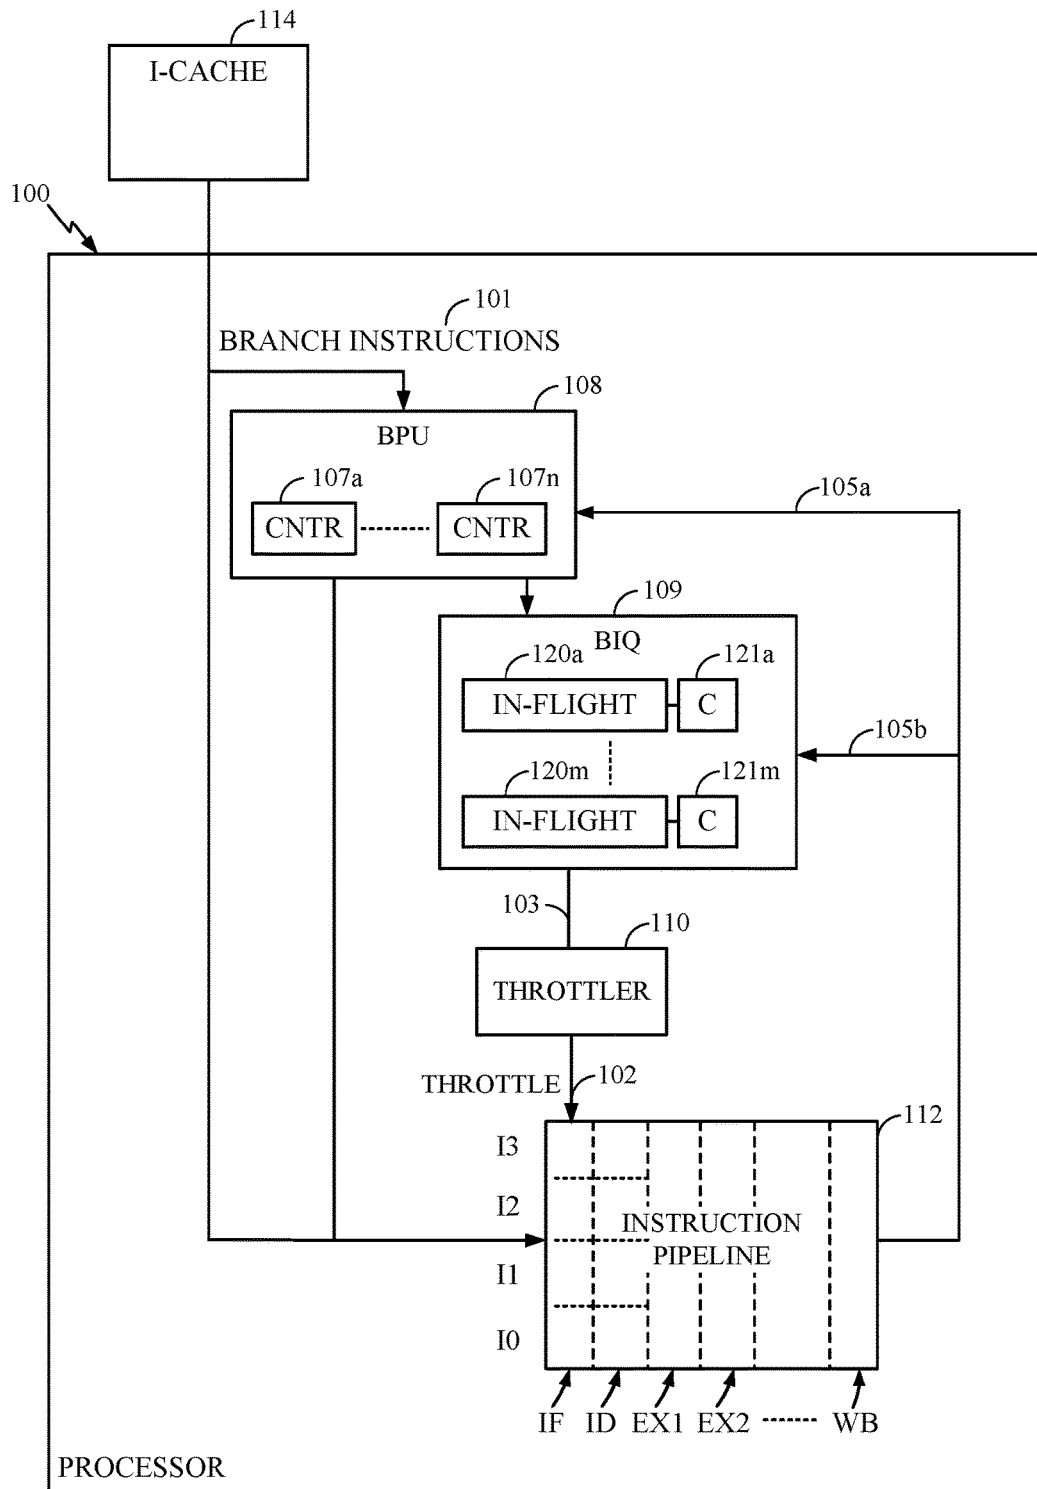 114
I-CACHE
100
101
BRANCH INSTRUCTIONS
108
BPU
107a
107n
CNTR
CNTR
105a
109
BIQ
120a
121a
IN-FLIGHT
C
105b
120m
121m
IN-FLIGHT
C
103
110
THROTTLER
THROTTLE
102
112
I3
I2
INSTRUCTION
PIPELINE
I1
I0
IF ID EX1 EX2 WB
PROCESSOR